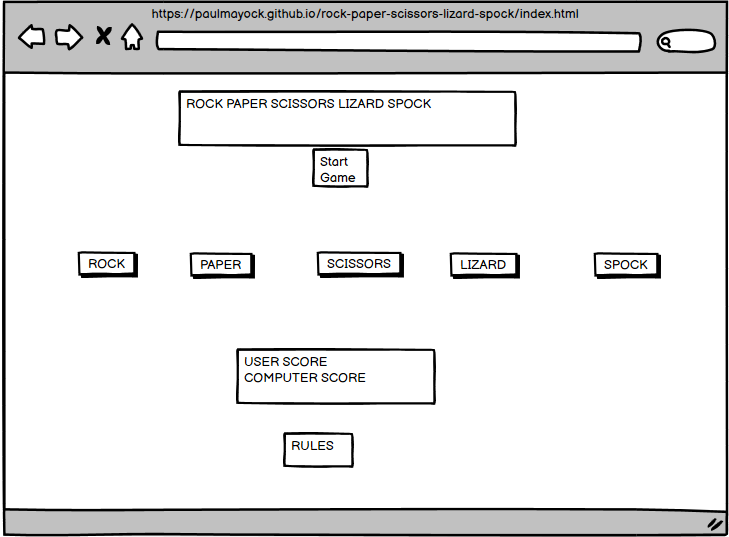 https://paulmayock.github.io/rock-paper-scissors-lizard-spock/index.html
ROCK PAPER SCISSORS LIZARD SPOCK
Start
Game
ROCK PAPER SCISSORS LIZARD SPOCK
USER SCORE
COMPUTER SCORE
RULES